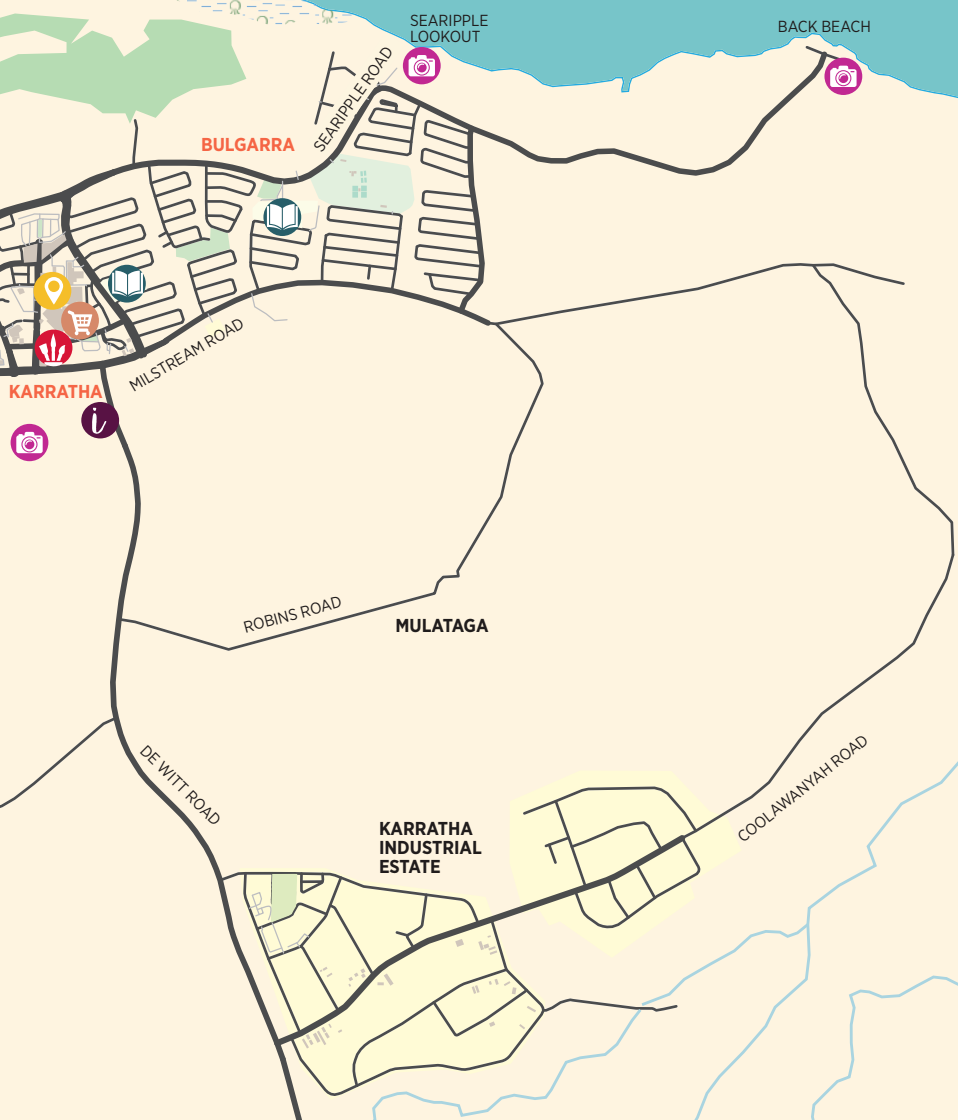 SEARIPPLE
LOOKOUT
BACK BEACH
SEARIPPLE ROAD
BULGARRA
MILSTREAM ROAD
KARRATHA
i
ROBINS ROAD
MULATAGA
DE WITT ROAD
COOLAWANYAH ROAD
KARRATHA
INDUSTRIAL
ESTATE